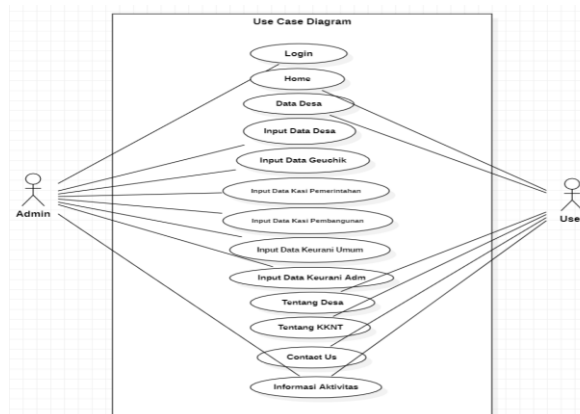 Use Case Diagram
Login
Home
Data Desa
Input Data Desa
Input Data Geuchik
Input Data Kasi Pemerintahan
Input Data Kasi Pembangunan
Input Data Keurani Umum
Input Data Keurani Adm
Tentang Desa
Tentang KKNT
Contact Us
Informasi Aktivitas
Admin
Use